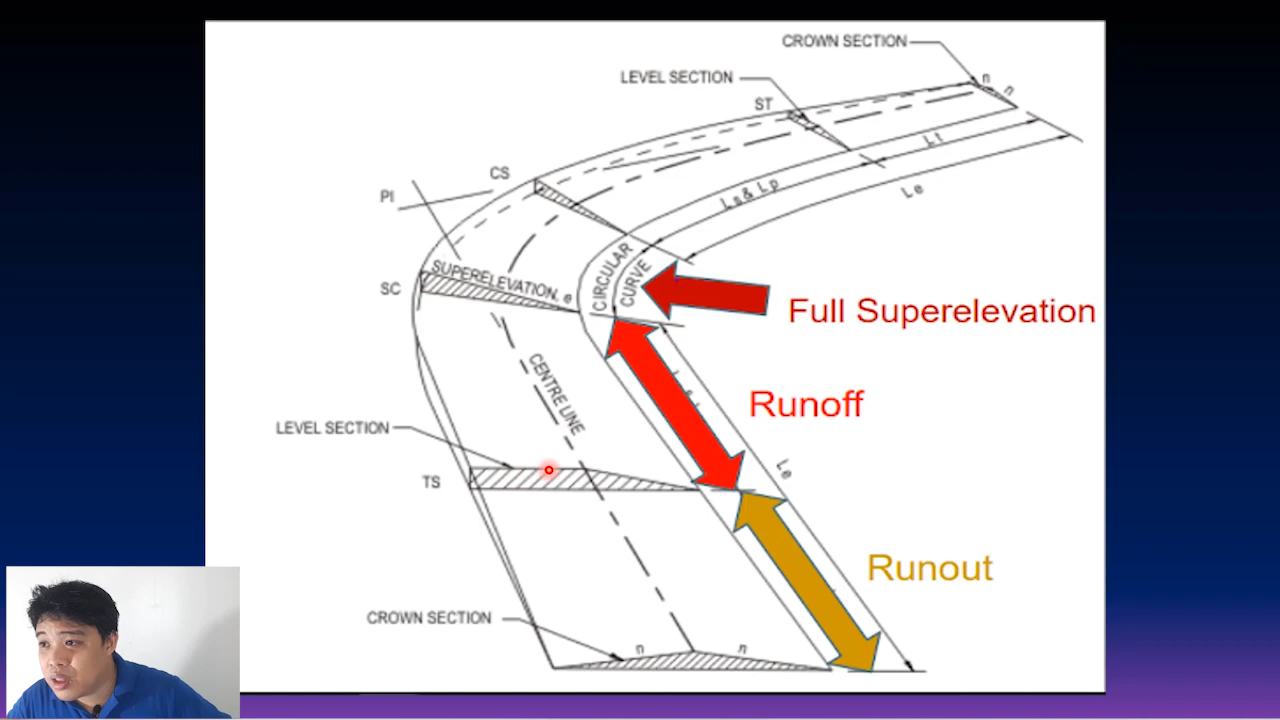 CROWN SECTION
n
n
LEVEL SECTION
ST
Lt
CS
Ls & Lp
Le
PI
CIRCULAR
CURVE
SUPERELEVATION, e
SC
Full Superelevation
CENTRE LINE
Runoff
LEVEL SECTION
Le
TS
Runout
CROWN SECTION
n
n